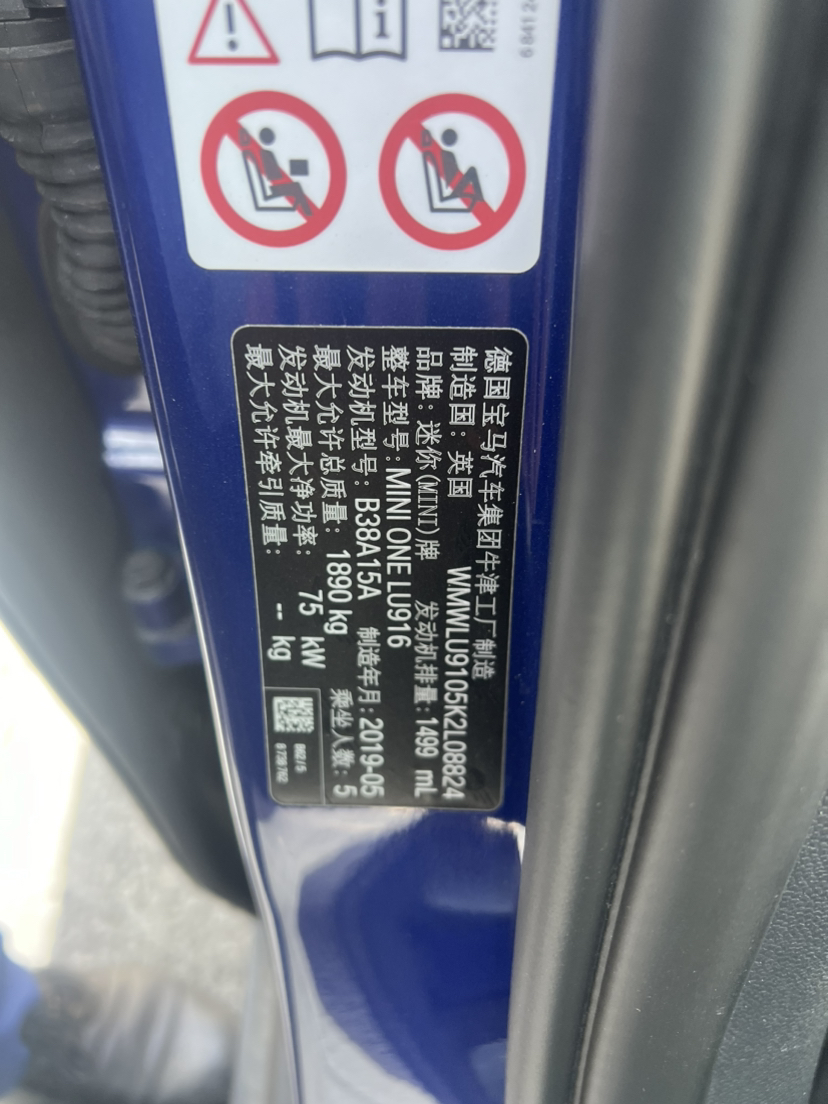 德国宝马汽车集团牛津工厂制造
制造国：英国 WMWLU9105K2L08824
品牌：迷你(MINI)牌 发动机排量：1499 mL
整车型号：MINI ONE LU916
发动机型号：B38A15A 制造年月：2019-05
最大允许总质量：1890 kg 乘坐人数：5
发动机最大净功率：75 kW
最大允许牵引质量：-- kg